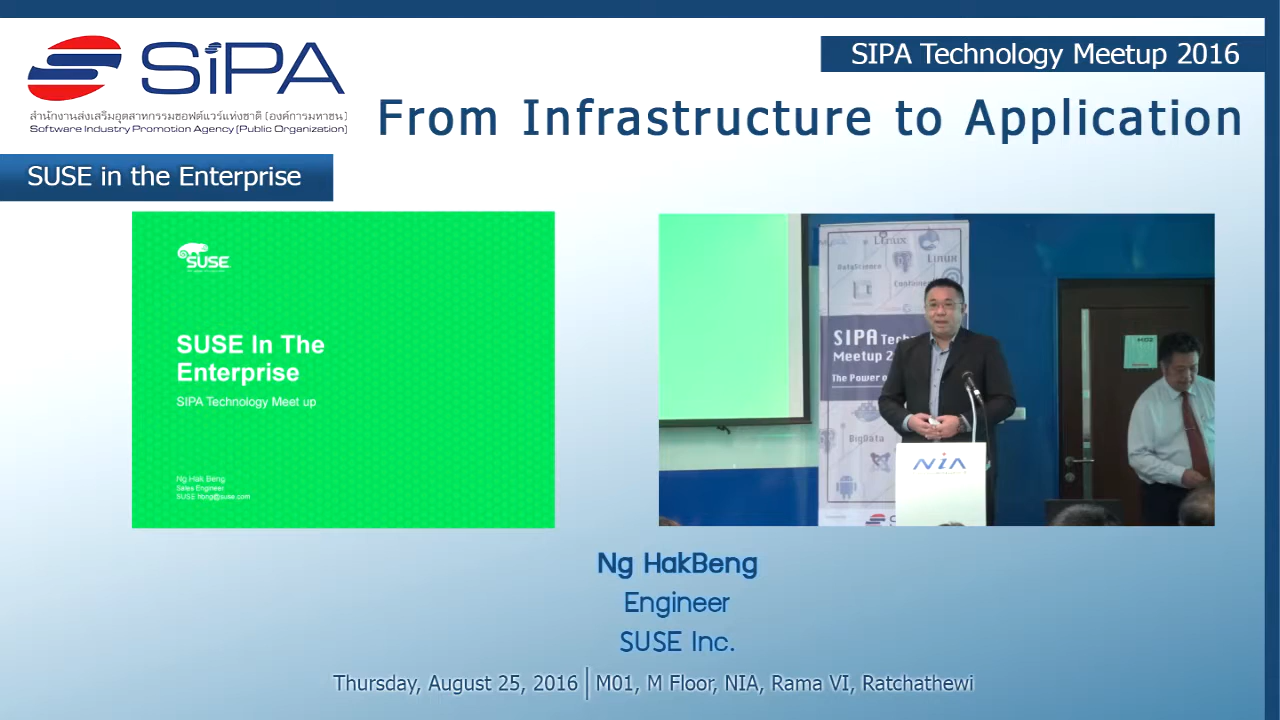 SIPA
สำนักงานส่งเสริมอุตสาหกรรมซอฟต์แวร์แห่งชาติ (องค์การมหาชน)
Software Industry Promotion Agency (Public Organization)
SIPA Technology Meetup 2016
From Infrastructure to Application
SUSE in the Enterprise
SUSE
SUSE In The
Enterprise
SIPA Technology Meet up
Ng Hak Beng
Sales Engineer
SUSE hbng@suse.com
Linux
Linux
DataScience
Container
SIPA Tech
Meetup 2
The Power o
BigData
NIA
Ng HakBeng
Engineer
SUSE Inc.
Thursday, August 25, 2016 | M01, M Floor, NIA, Rama VI, Ratchathewi